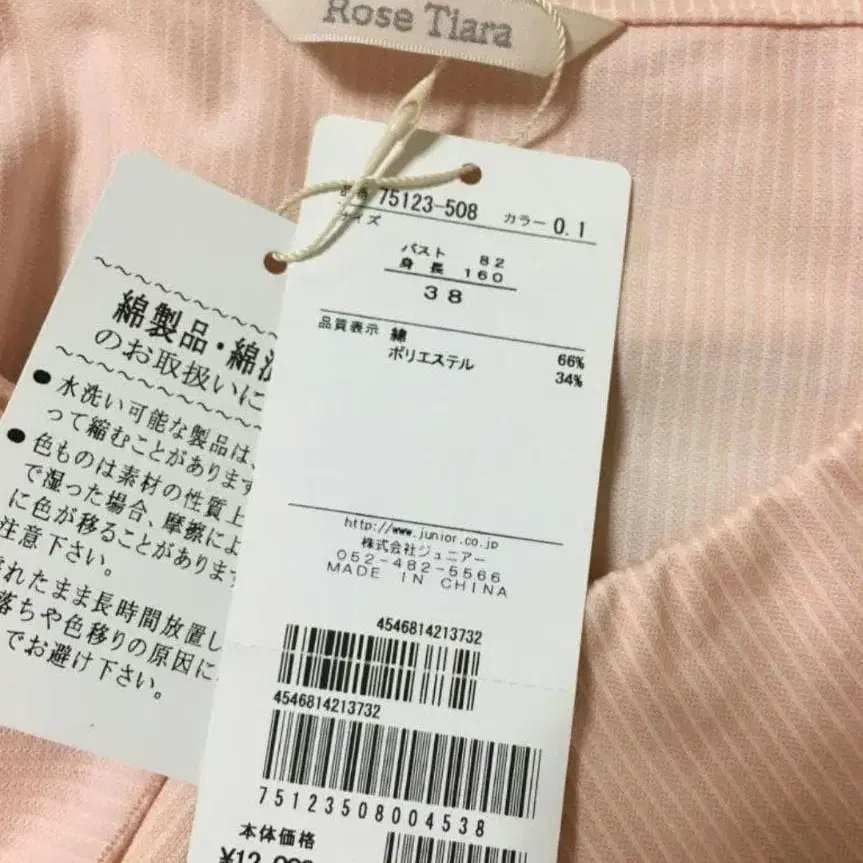 Rose Tiara
品番 75123-508 カラー 0.1
サイズ
バスト 82
身長 160
38
品質表示 綿 66%
ポリエステル 34%
http://www.junior.co.jp
株式会社ジュニアー
052-482-5566
MADE IN CHINA
4546814213732
4546814213732
751235080004538
本体価格
綿製品・綿
のお取扱いに
水洗い可能な製品は、
って縮むことがあります
色ものは素材の性質上
で湿った場合、摩擦によ
に色が移ることがあります
注意下さい。
れたまま長時間放置し
落ちや色移りの原因に
でお避け下さい。